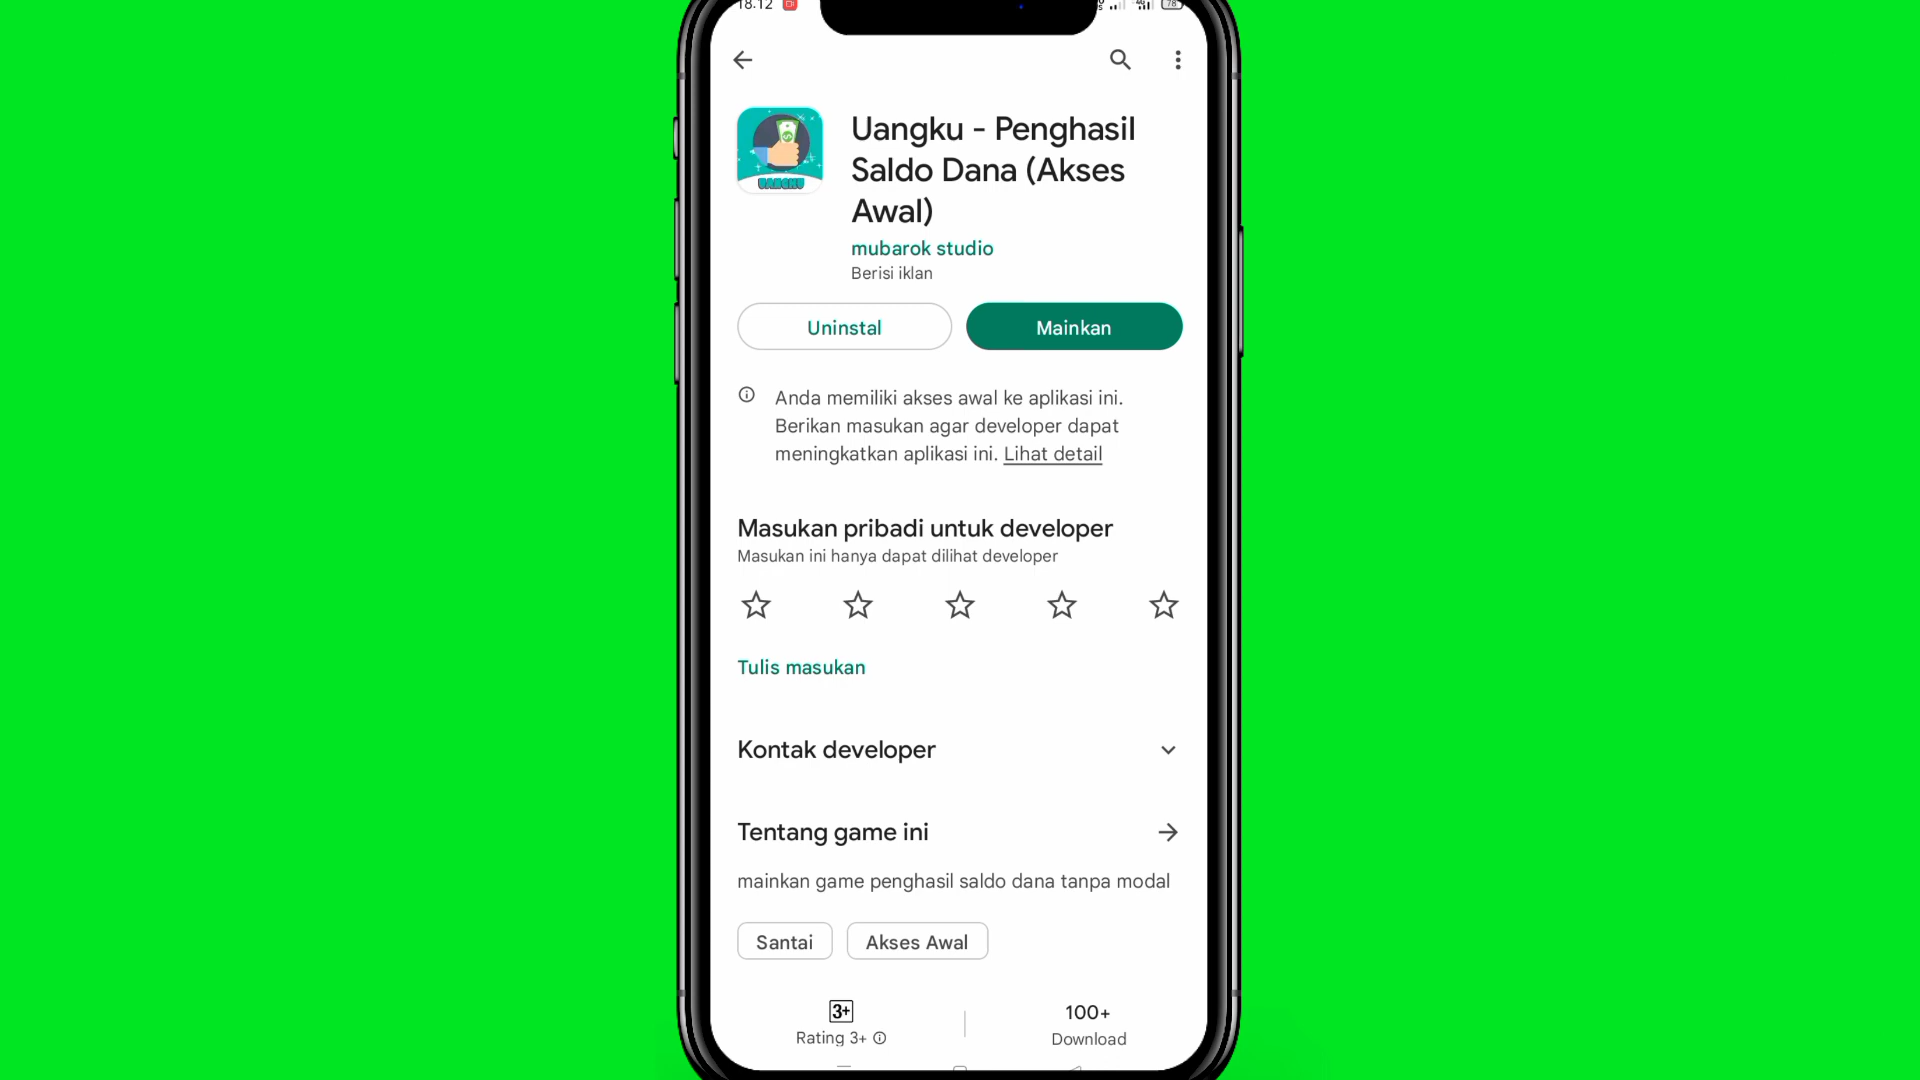 18.12
78
Uangku - Penghasil
Saldo Dana (Akses
Awal)
UANGKU
mubarok studio
Berisi iklan
Uninstal
Mainkan
Anda memiliki akses awal ke aplikasi ini.
Berikan masukan agar developer dapat
meningkatkan aplikasi ini. Lihat detail
Masukan pribadi untuk developer
Masukan ini hanya dapat dilihat developer
Tulis masukan
Kontak developer
Tentang game ini
mainkan game penghasil saldo dana tanpa modal
Santai
Akses Awal
3+
Rating 3+
100+
Download